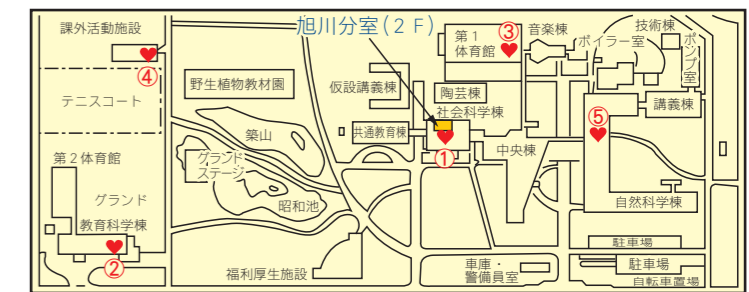 課外活動施設
④
テニスコート
第２体育館
グランド
教育科学棟
②
野生植物教材園
築山
グランド
ステージ
昭和池
福利厚生施設
旭川分室(２Ｆ)
仮設講義棟
共通教育棟
第１
体育館
③
陶芸棟
社会科学棟
①
中央棟
車庫・
警備員室
音楽棟
ボイラー室
技術棟
ポンプ室
講義棟
⑤
自然科学棟
駐車場
駐車場
自転車置場